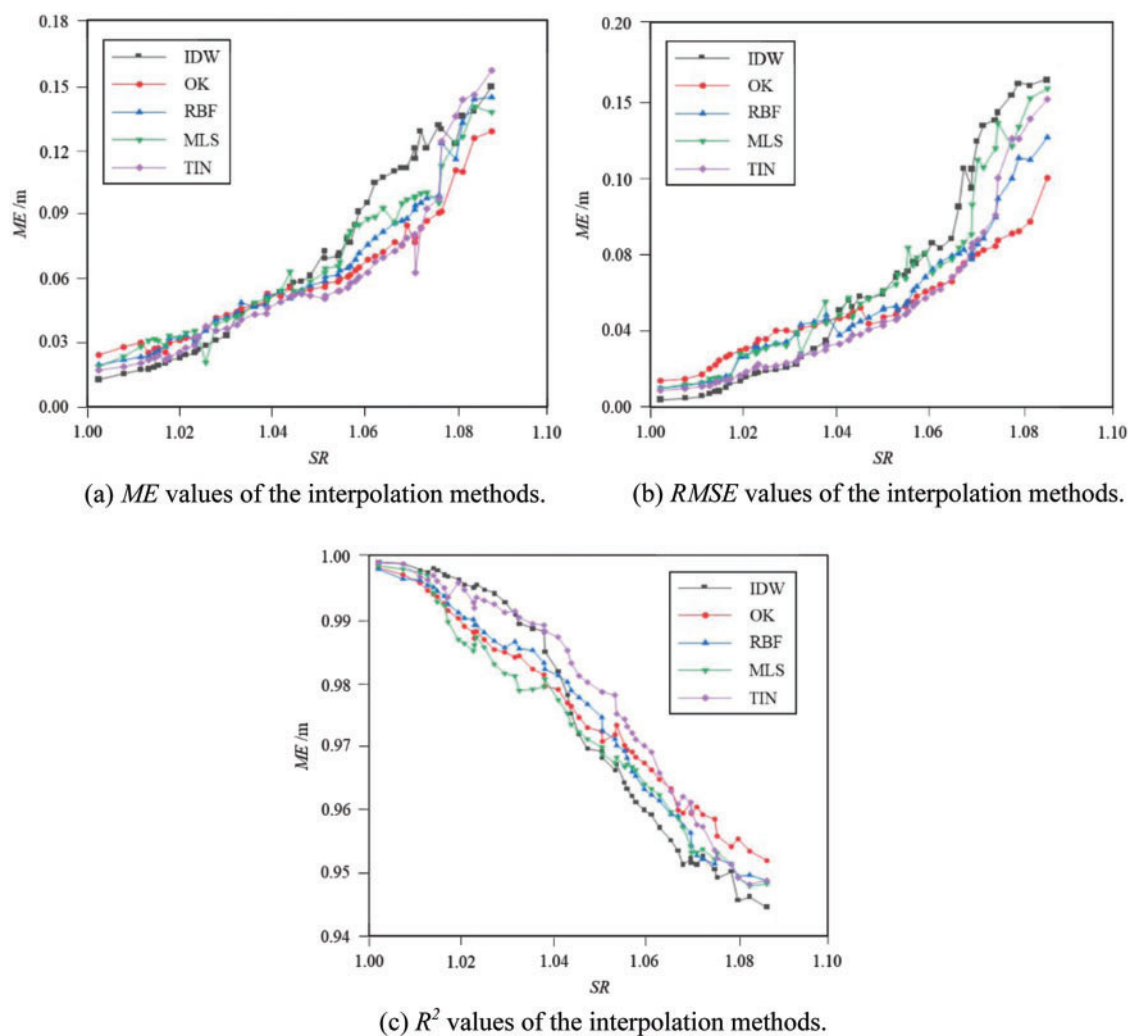 0.18
0.15
0.12
0.09
0.06
0.03
0.00
ME /m
IDW
OK
RBF
MLS
TIN
1.00 1.02 1.04 1.06 1.08 1.10
SR
(a) ME values of the interpolation methods.
0.20
0.15
0.10
0.08
0.04
0.00
ME /m
IDW
OK
RBF
MLS
TIN
1.00 1.02 1.04 1.06 1.08 1.10
SR
(b) RMSE values of the interpolation methods.
1.00
0.99
0.98
0.97
0.96
0.95
0.94
ME /m
IDW
OK
RBF
MLS
TIN
1.00 1.02 1.04 1.06 1.08 1.10
SR
(c) R² values of the interpolation methods.